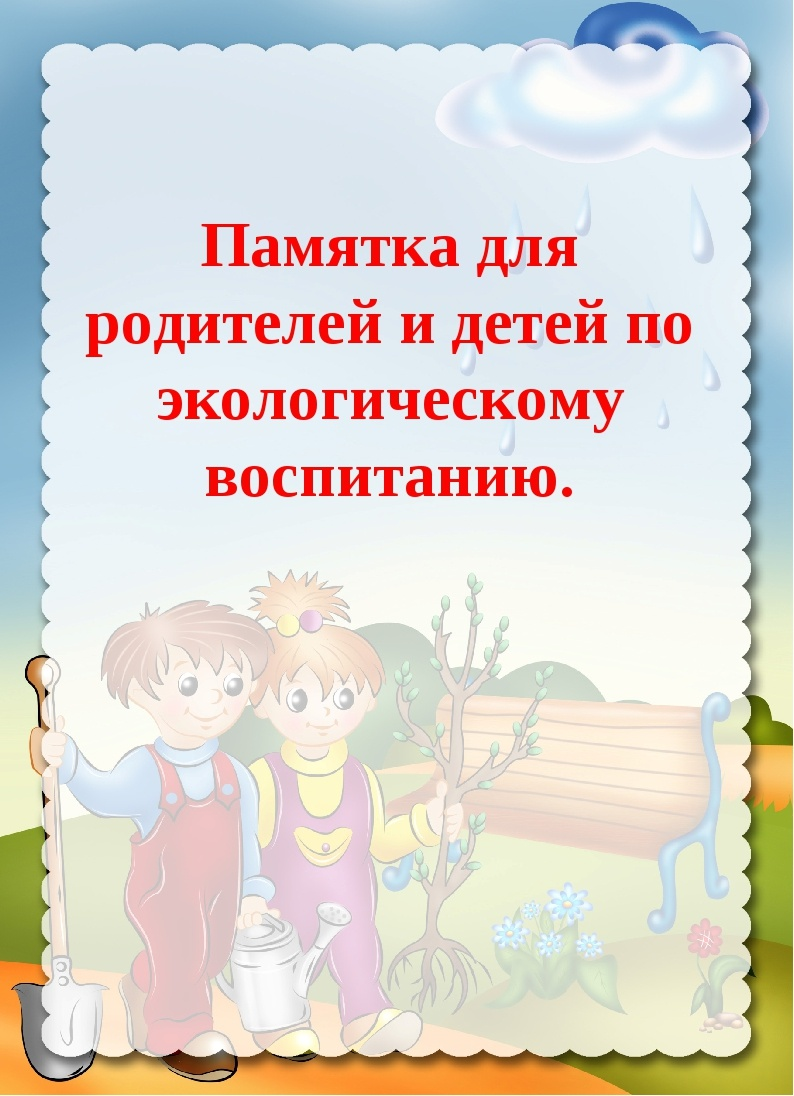 Памятка для
родителей и детей по
экологическому
воспитанию.